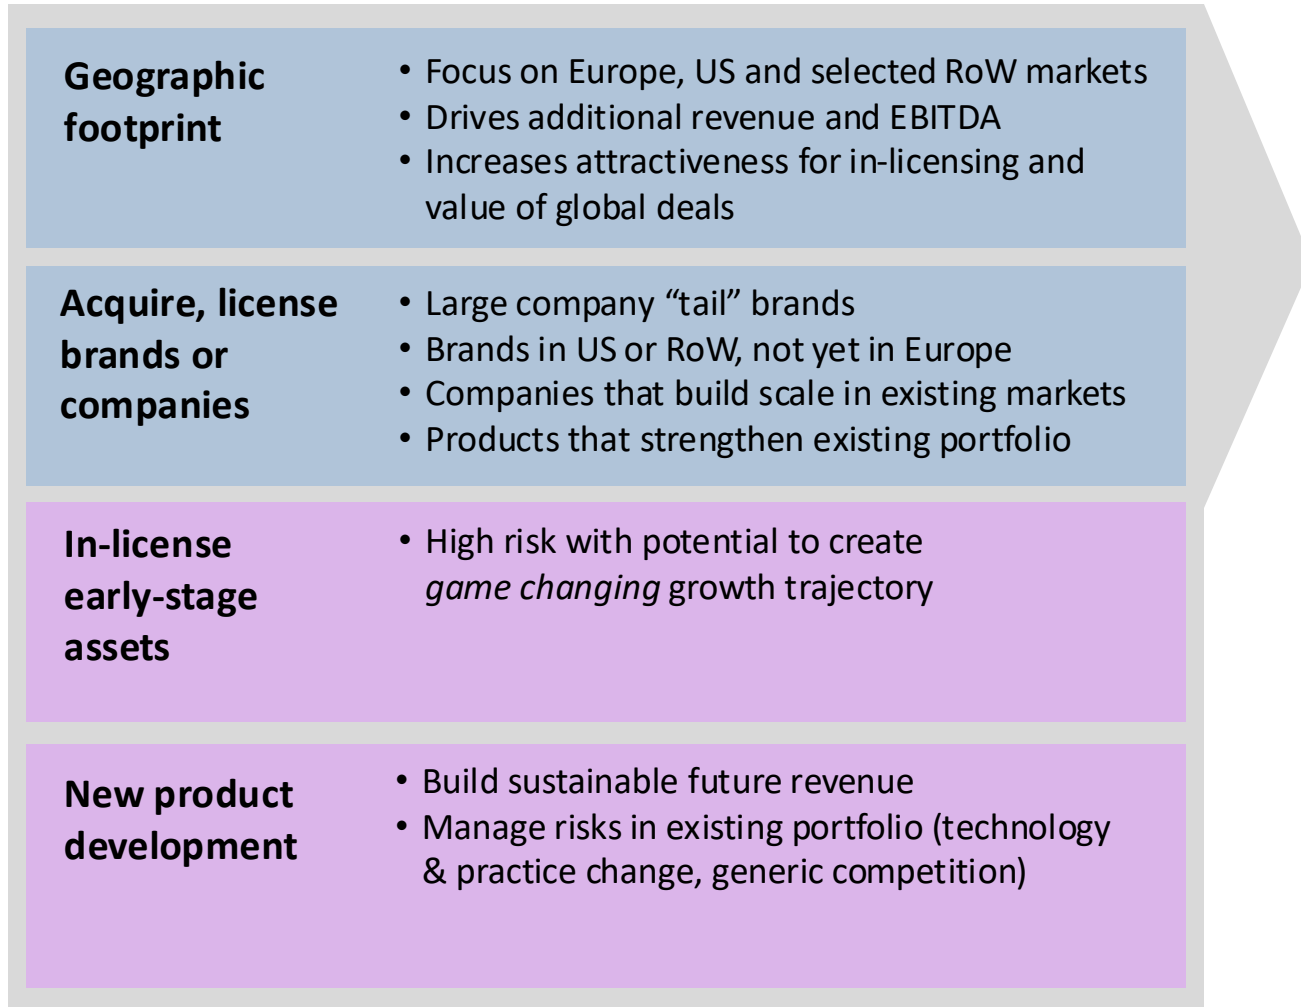 Geographic
footprint
• Focus on Europe, US and selected RoW markets
• Drives additional revenue and EBITDA
• Increases attractiveness for in-licensing and
value of global deals
Acquire, license
brands or
companies
• Large company “tail” brands
• Brands in US or RoW, not yet in Europe
• Companies that build scale in existing markets
• Products that strengthen existing portfolio
In-license
early-stage
assets
• High risk with potential to create
game changing growth trajectory
New product
development
• Build sustainable future revenue
• Manage risks in existing portfolio (technology
& practice change, generic competition)